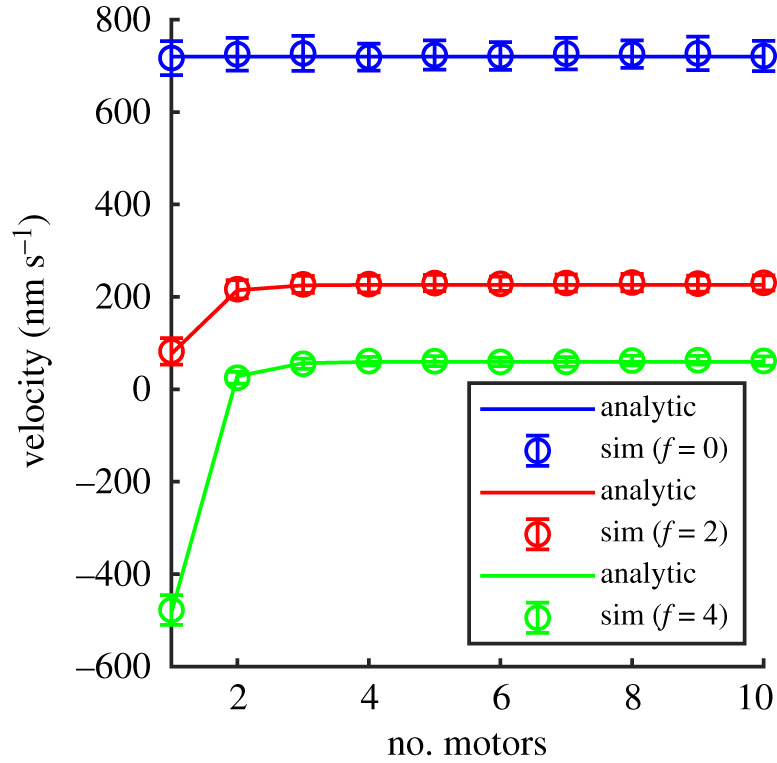 800
600
400
200
0
–200
–400
–600
velocity (nm s⁻¹)
analytic
sim (f = 0)
analytic
sim (f = 2)
analytic
sim (f = 4)
2 4 6 8 10
no. motors